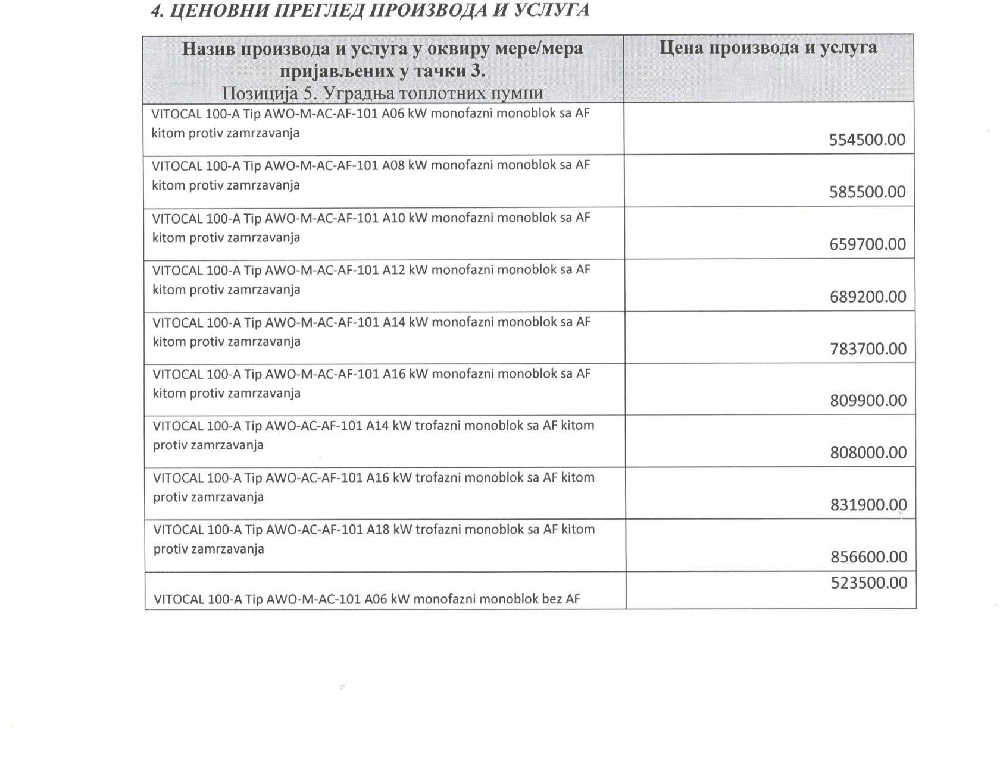 4. ЦЕНОВНИ ПРЕГЛЕД ПРОИЗВОДА И УСЛУГА
Назив производа и услуга у оквиру мере/мера
пријављених у тачки 3.
Позиција 5. Уградња топлотних пумпи
Цена производа и услуга
VITOCAL 100-A Tip AWO-M-AC-AF-101 A06 kW monofazni monoblok sa AF
kitom protiv zamrzavanja
554500.00
VITOCAL 100-A Tip AWO-M-AC-AF-101 A08 kW monofazni monoblok sa AF
kitom protiv zamrzavanja
585500.00
VITOCAL 100-A Tip AWO-M-AC-AF-101 A10 kW monofazni monoblok sa AF
kitom protiv zamrzavanja
659700.00
VITOCAL 100-A Tip AWO-M-AC-AF-101 A12 kW monofazni monoblok sa AF
kitom protiv zamrzavanja
689200.00
VITOCAL 100-A Tip AWO-M-AC-AF-101 A14 kW monofazni monoblok sa AF
kitom protiv zamrzavanja
783700.00
VITOCAL 100-A Tip AWO-M-AC-AF-101 A16 kW monofazni monoblok sa AF
kitom protiv zamrzavanja
809900.00
VITOCAL 100-A Tip AWO-AC-AF-101 A14 kW trofazni monoblok sa AF kitom
protiv zamrzavanja
808000.00
VITOCAL 100-A Tip AWO-AC-AF-101 A16 kW trofazni monoblok sa AF kitom
protiv zamrzavanja
831900.00
VITOCAL 100-A Tip AWO-AC-AF-101 A18 kW trofazni monoblok sa AF kitom
protiv zamrzavanja
856600.00
523500.00
VITOCAL 100-A Tip AWO-M-AC-101 A06 kW monofazni monoblok bez AF